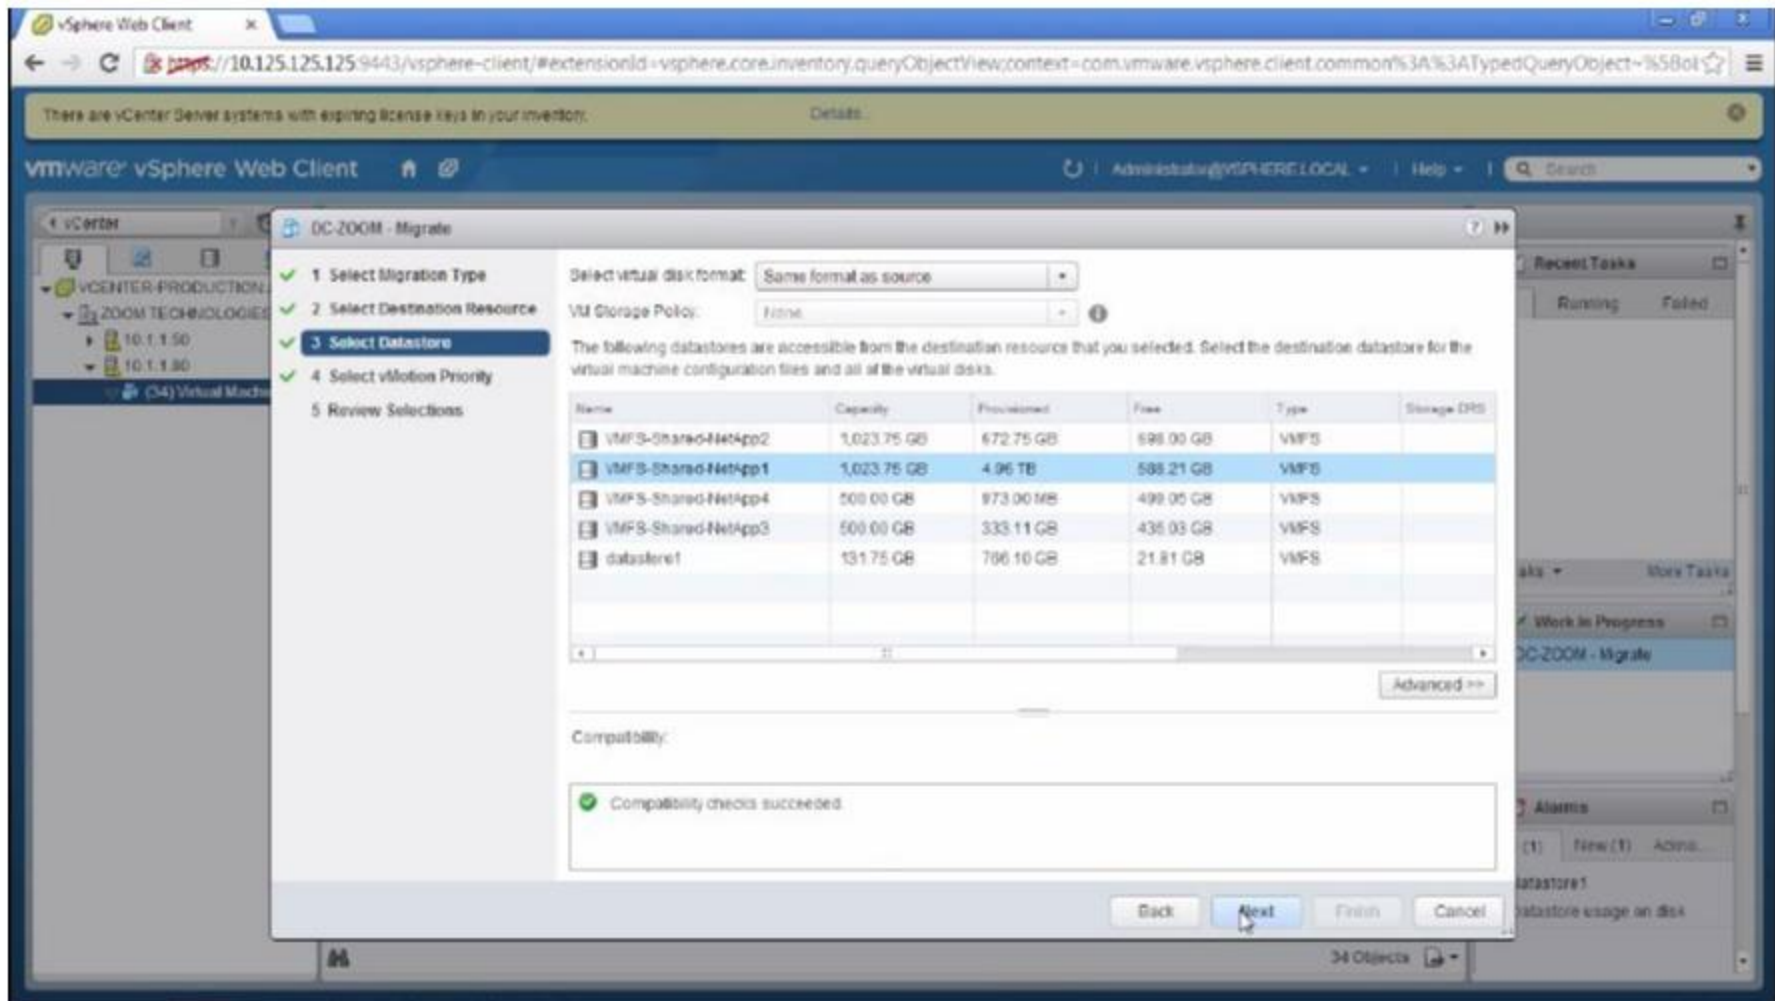 vSphere Web Client
https://10.125.125.125:9443/vsphere-client/#extensionId=vsphere.core.inventory.queryObjectView;context=com.vmware.vsphere.client.common%3A%3ATypedQueryObject~%5Bol
There are vCenter Server systems with expiring license keys in your inventory. Details...
vmware vSphere Web Client
Administrator@VSPHERE.LOCAL
Help
Search
vCenter
VCENTER-PRODUCTION
ZOOM TECHNOLOGIES
10.1.1.50
10.1.1.80
(34) Virtual Machi
DC-ZOOM - Migrate
1 Select Migration Type
2 Select Destination Resource
3 Select Datastore
4 Select vMotion Priority
5 Review Selections
Select virtual disk format: Same format as source
VM Storage Policy: None
The following datastores are accessible from the destination resource that you selected. Select the destination datastore for the
virtual machine configuration files and all of the virtual disks.
Name Capacity Provisioned Free Type Storage DRS
VMFS-Shared-NetApp2 1,023.75 GB 672.75 GB 698.00 GB VMFS
VMFS-Shared-NetApp1 1,023.75 GB 4.96 TB 588.21 GB VMFS
VMFS-Shared-NetApp4 500.00 GB 973.00 MB 499.05 GB VMFS
VMFS-Shared-NetApp3 500.00 GB 333.11 GB 436.03 GB VMFS
datastore1 131.75 GB 766.10 GB 21.81 GB VMFS
Advanced >>
Compatibility:
Compatibility checks succeeded.
Back Next Finish Cancel
34 Objects
Recent Tasks
Running Failed
More Tasks
Work In Progress
DC-ZOOM - Migrate
Alarms
(1) New (1) Ackno...
datastore1
Datastore usage on disk